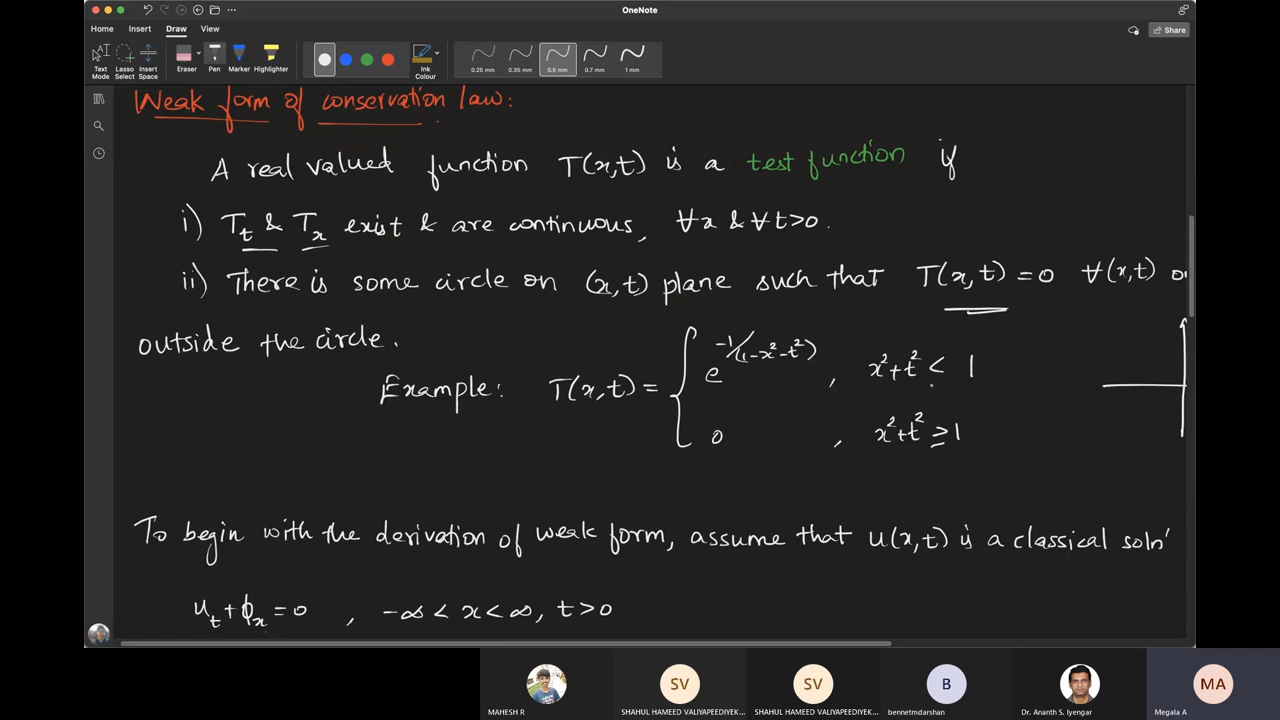 OneNote
Home Insert Draw View
Share
Text Mode
Lasso Select
Insert Space
Eraser
Pen
Marker
Highlighter
Ink Colour
0.25 mm
0.35 mm
0.5 mm
0.7 mm
1 mm
Weak form of conservation law:
A real valued function T(x,t) is a test function if
i) T_t & T_x exist & are continuous, ∀x & ∀t>0.
ii) There is some circle on (x,t) plane such that T(x,t) = 0 ∀(x,t)
outside the circle.
Example: T(x,t) = { e^{-1/(1-x²-t²)}, x²+t² < 1
0 , x²+t² ≥ 1
To begin with the derivation of weak form, assume that u(x,t) is a classical soln'
u_t + ϕ_x = 0 , -∞ < x < ∞, t > 0
MAHESH R
SV
SHAHUL HAMEED VALIYAPEEDIYEK...
SV
SHAHUL HAMEED VALIYAPEEDIYEK...
B
bennetmdarshan
Dr. Ananth S. Iyengar
MA
Megala A